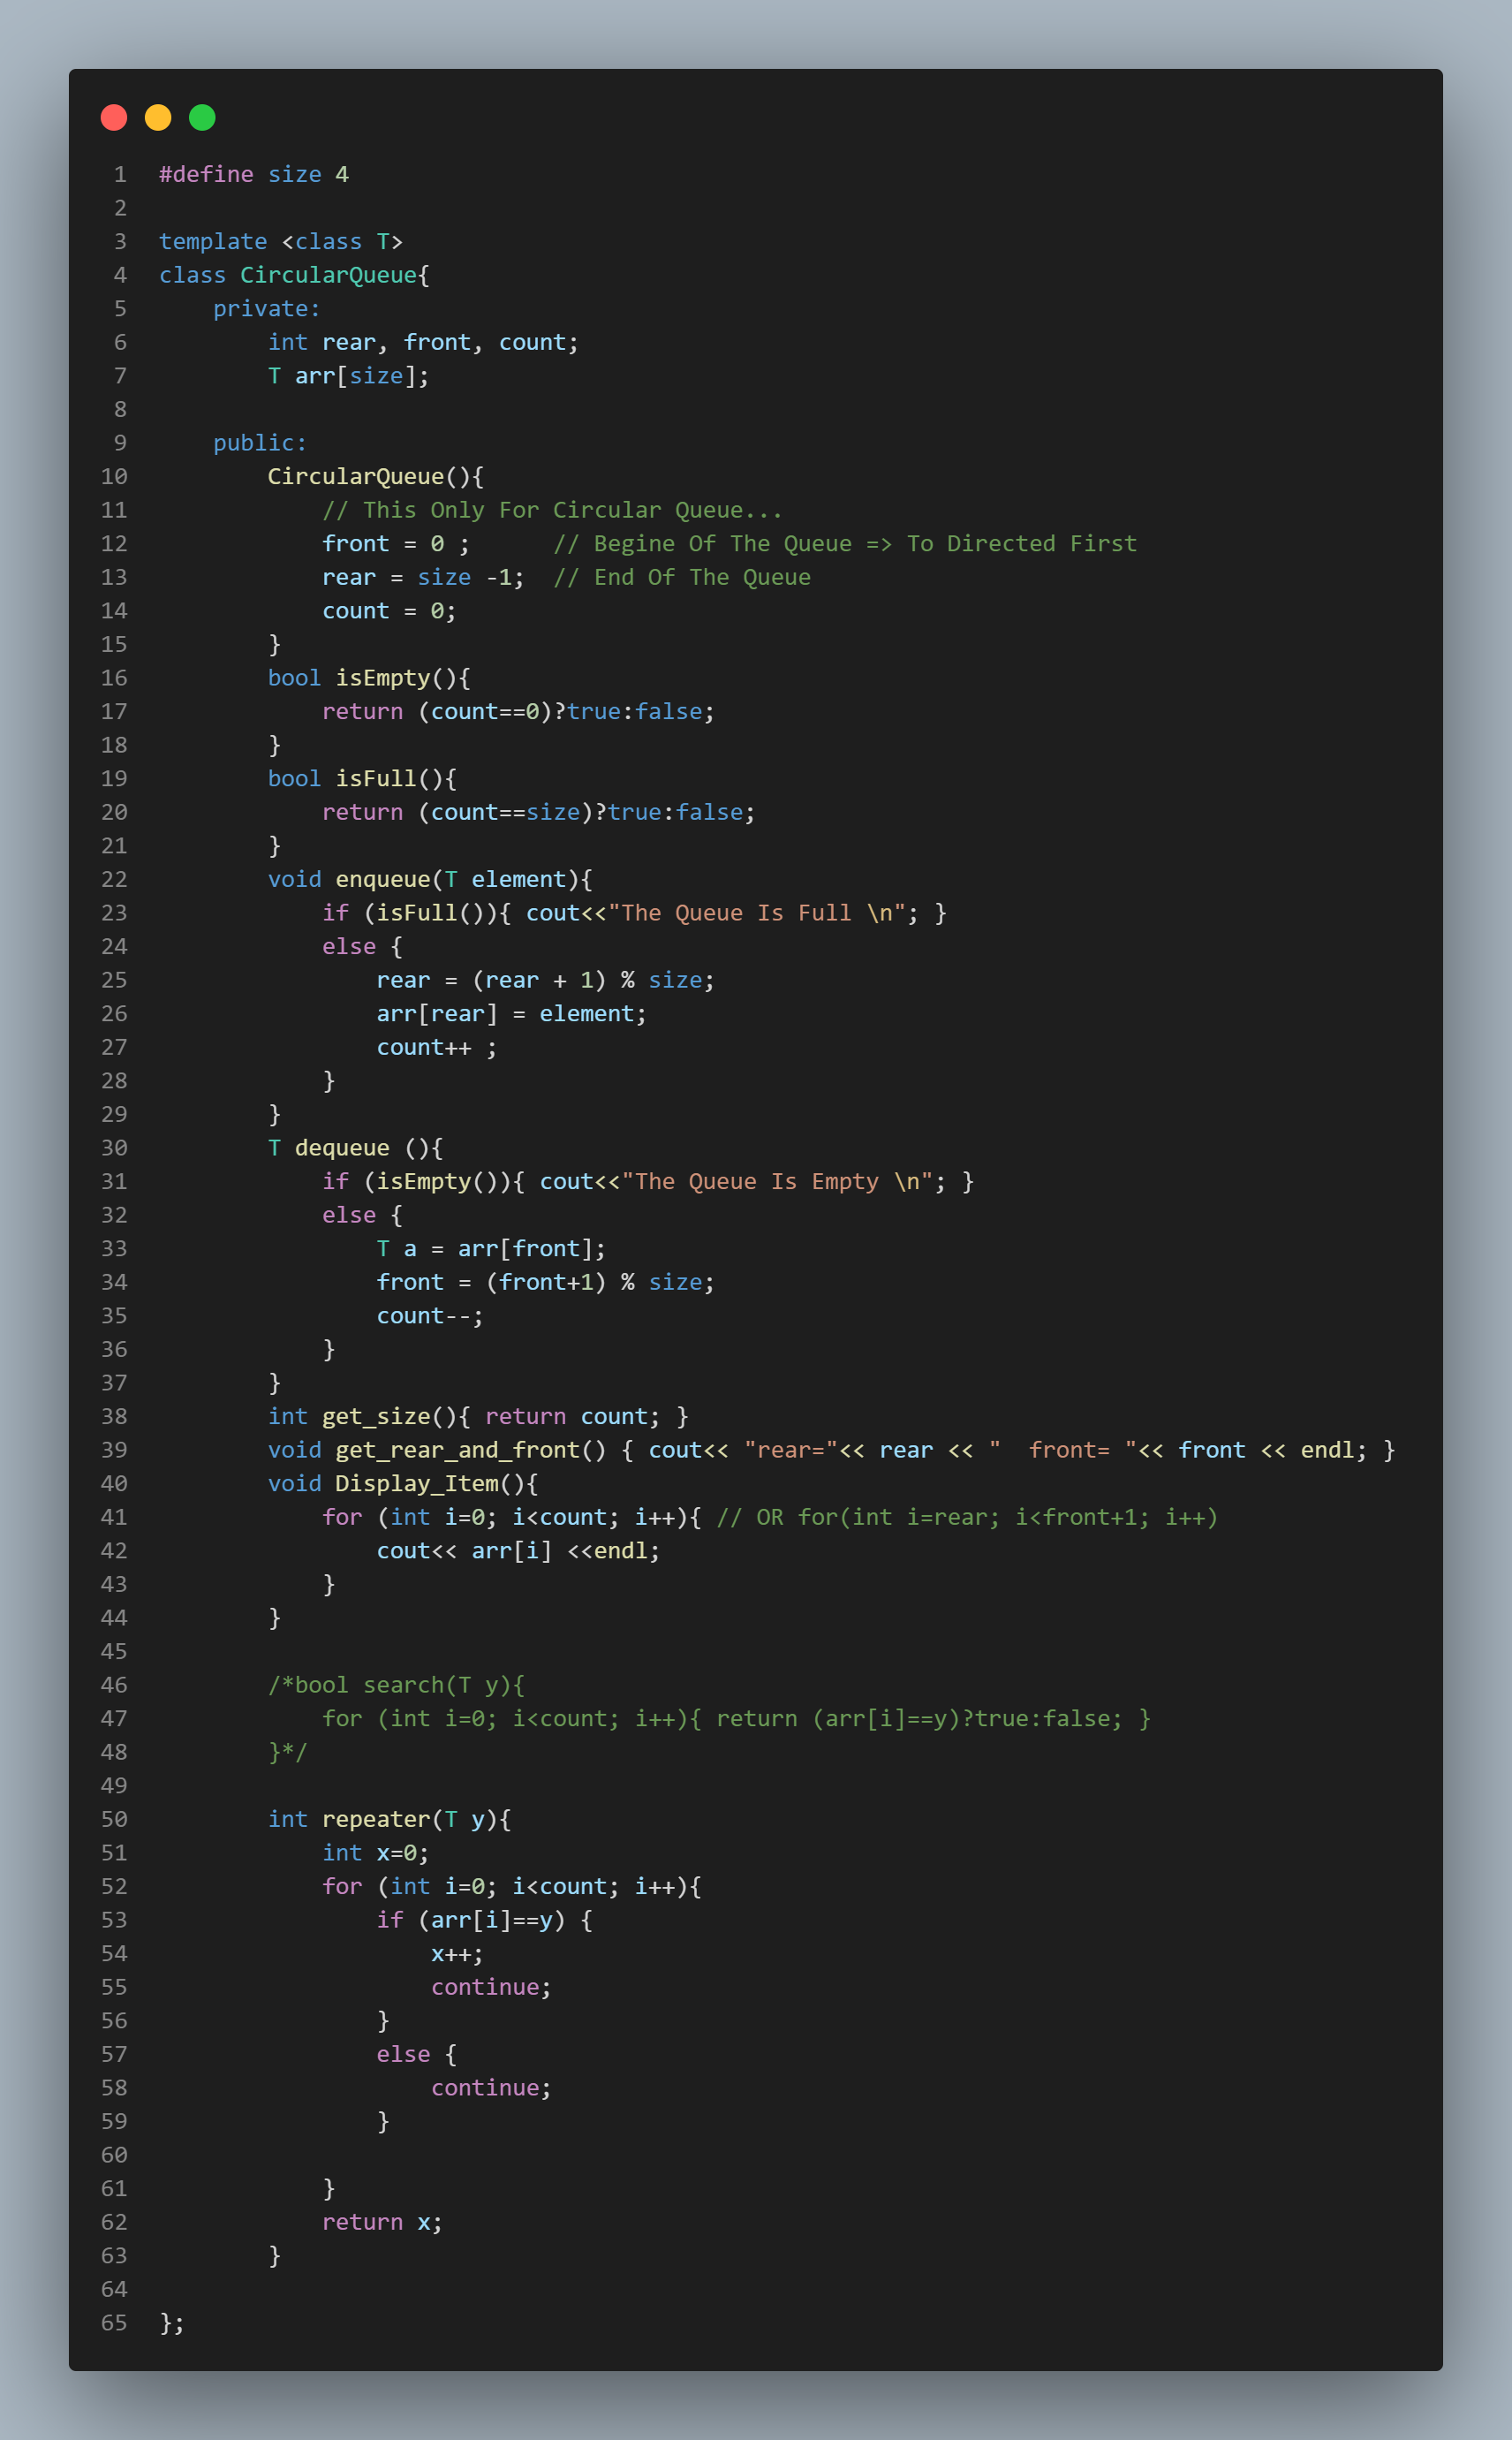 1 #define size 4
2
3 template <class T>
4 class CircularQueue{
5     private:
6         int rear, front, count;
7         T arr[size];
8
9     public:
10         CircularQueue(){
11             // This Only For Circular Queue...
12             front = 0 ;      // Begine Of The Queue => To Directed First
13             rear = size -1;  // End Of The Queue
14             count = 0;
15         }
16         bool isEmpty(){
17             return (count==0)?true:false;
18         }
19         bool isFull(){
20             return (count==size)?true:false;
21         }
22         void enqueue(T element){
23             if (isFull()){ cout<<"The Queue Is Full \n"; }
24             else {
25                 rear = (rear + 1) % size;
26                 arr[rear] = element;
27                 count++ ;
28             }
29         }
30         T dequeue (){
31             if (isEmpty()){ cout<<"The Queue Is Empty \n"; }
32             else {
33                 T a = arr[front];
34                 front = (front+1) % size;
35                 count--;
36             }
37         }
38         int get_size(){ return count; }
39         void get_rear_and_front() { cout<< "rear="<< rear << "  front= "<< front << endl; }
40         void Display_Item(){
41             for (int i=0; i<count; i++){ // OR for(int i=rear; i<front+1; i++)
42                 cout<< arr[i] <<endl;
43             }
44         }
45
46         /*bool search(T y){
47             for (int i=0; i<count; i++){ return (arr[i]==y)?true:false; }
48         }*/
49
50         int repeater(T y){
51             int x=0;
52             for (int i=0; i<count; i++){
53                 if (arr[i]==y) {
54                     x++;
55                     continue;
56                 }
57                 else {
58                     continue;
59                 }
60
61             }
62             return x;
63         }
64
65 };